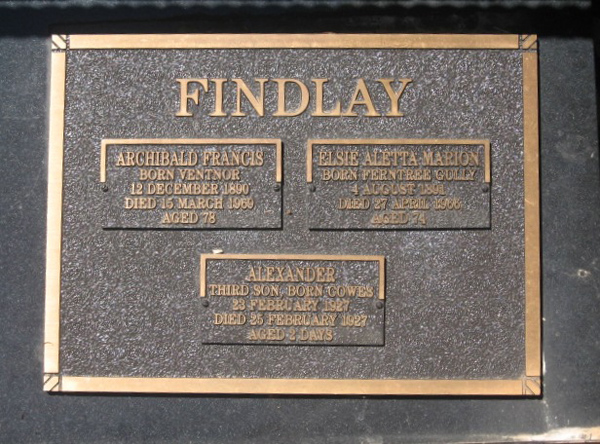 FINDLAY
ARCHIBALD FRANCIS
BORN VENTNOR
12 DECEMBER 1890
DIED 15 MARCH 1969
AGED 78
ELSIE ALETTA MARION
BORN FERNTREE GULLY
4 AUGUST 1891
DIED 27 APRIL 1966
AGED 74
ALEXANDER
THIRD SON, BORN COWES
23 FEBRUARY 1927
DIED 25 FEBRUARY 1927
AGED 2 DAYS